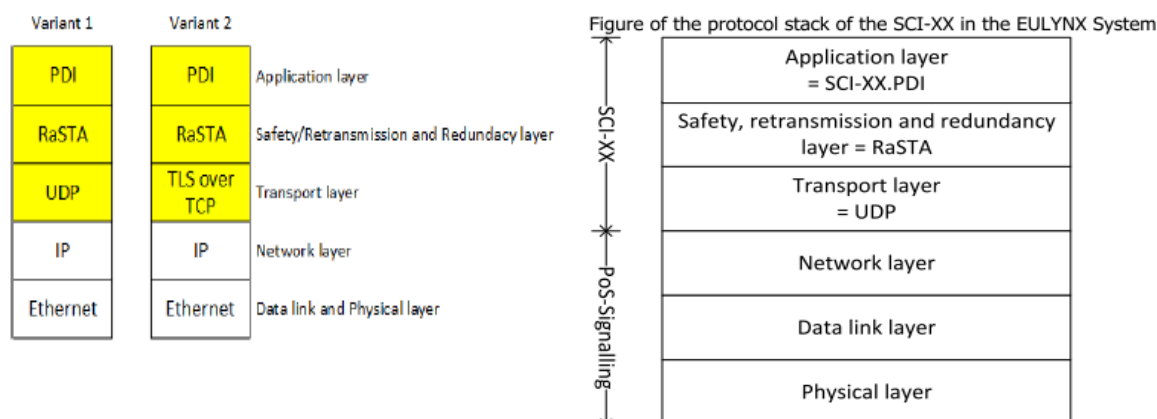 Variant 1
Variant 2
PDI
PDI
Application layer
RaSTA
RaSTA
Safety/Retransmission and Redundacy layer
UDP
TLS over
TCP
Transport layer
IP
IP
Network layer
Ethernet
Ethernet
Data link and Physical layer
Figure of the protocol stack of the SCI-XX in the EULYNX System
SCI-XX
Application layer
= SCI-XX.PDI
Safety, retransmission and redundancy
layer = RaSTA
Transport layer
= UDP
PoS-Signalling
Network layer
Data link layer
Physical layer